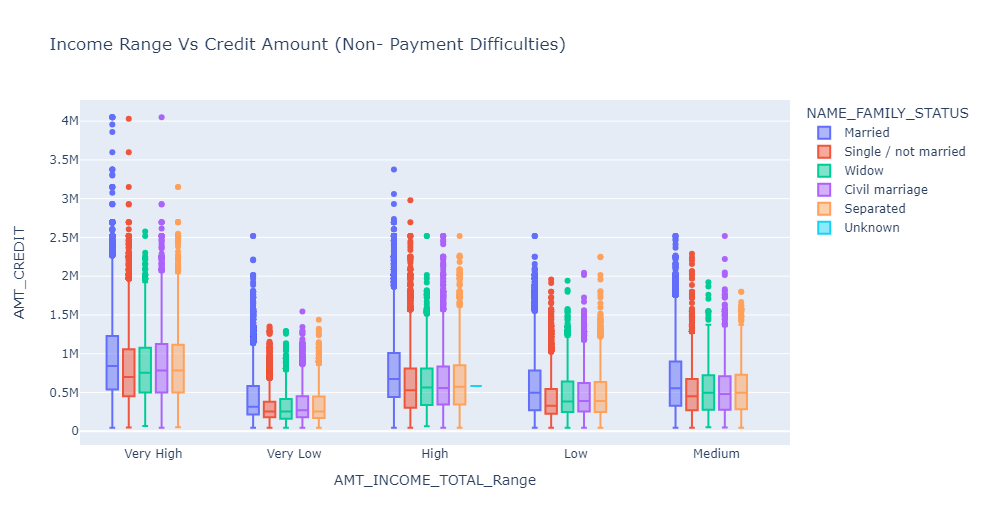 Income Range Vs Credit Amount (Non- Payment Difficulties)
NAME_FAMILY_STATUS
Married
Single / not married
Widow
Civil marriage
Separated
Unknown
AMT_CREDIT
4M
3.5M
3M
2.5M
2M
1.5M
1M
0.5M
0
Very High
Very Low
High
Low
Medium
AMT_INCOME_TOTAL_Range